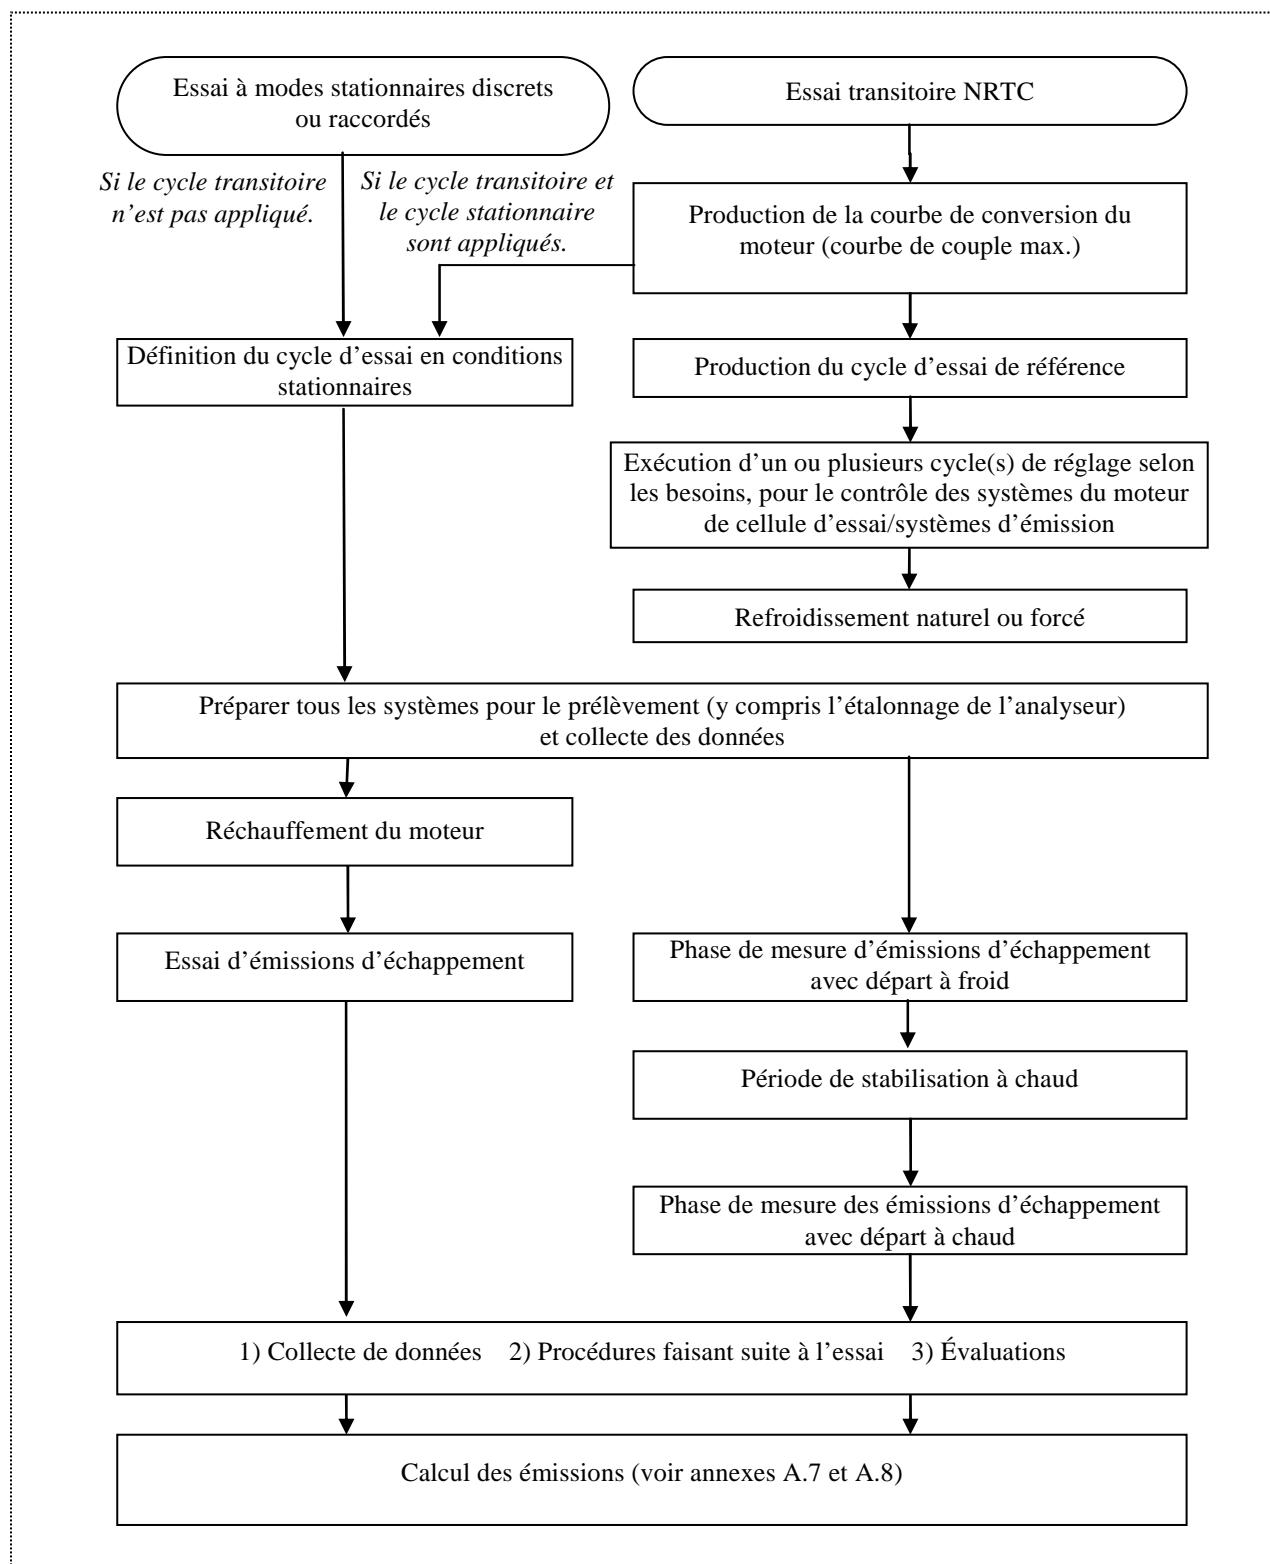 Essai à modes stationnaires discrets
ou raccordés
Essai transitoire NRTC
Si le cycle transitoire
n’est pas appliqué.
Si le cycle transitoire et
le cycle stationnaire
sont appliqués.
Production de la courbe de conversion du
moteur (courbe de couple max.)
Définition du cycle d’essai en conditions
stationnaires
Production du cycle d’essai de référence
Exécution d’un ou plusieurs cycle(s) de réglage selon
les besoins, pour le contrôle des systèmes du moteur
de cellule d’essai/systèmes d’émission
Refroidissement naturel ou forcé
Préparer tous les systèmes pour le prélèvement (y compris l’étalonnage de l’analyseur)
et collecte des données
Réchauffement du moteur
Essai d’émissions d’échappement
Phase de mesure d’émissions d’échappement
avec départ à froid
Période de stabilisation à chaud
Phase de mesure des émissions d’échappement
avec départ à chaud
1) Collecte de données 2) Procédures faisant suite à l’essai 3) Évaluations
Calcul des émissions (voir annexes A.7 et A.8)